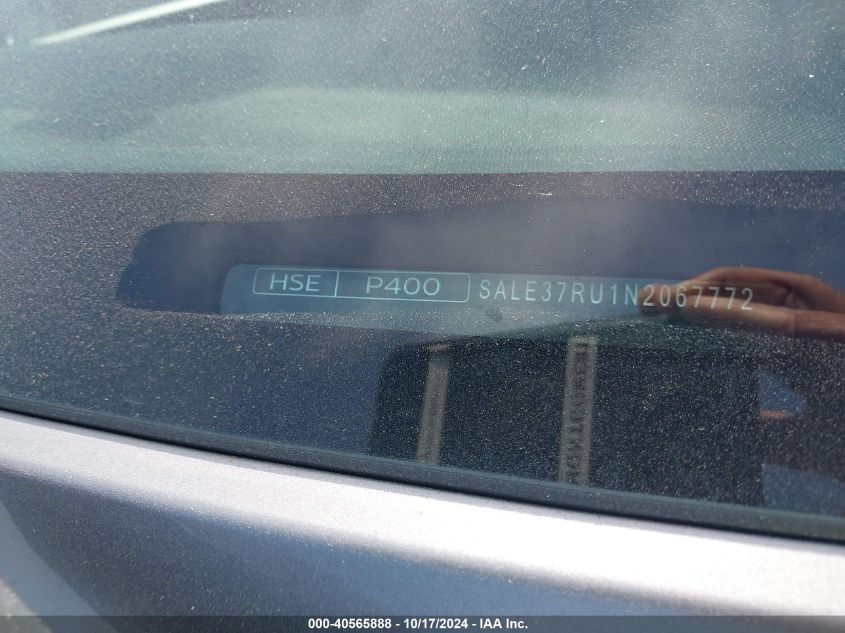 HSE P400 SALE37RU1N2067772
000-40565888 - 10/17/2024 - IAA Inc.